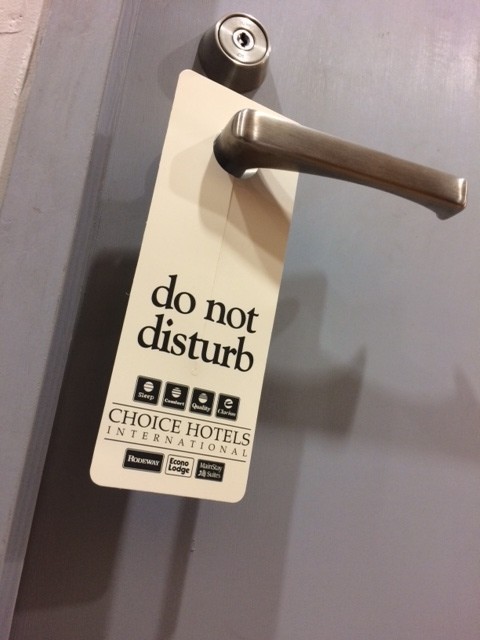 do not
disturb
Sleep Comfort Quality Clarion
CHOICE HOTELS
INTERNATIONAL
RODEWAY Econo Lodge MainStay Suites